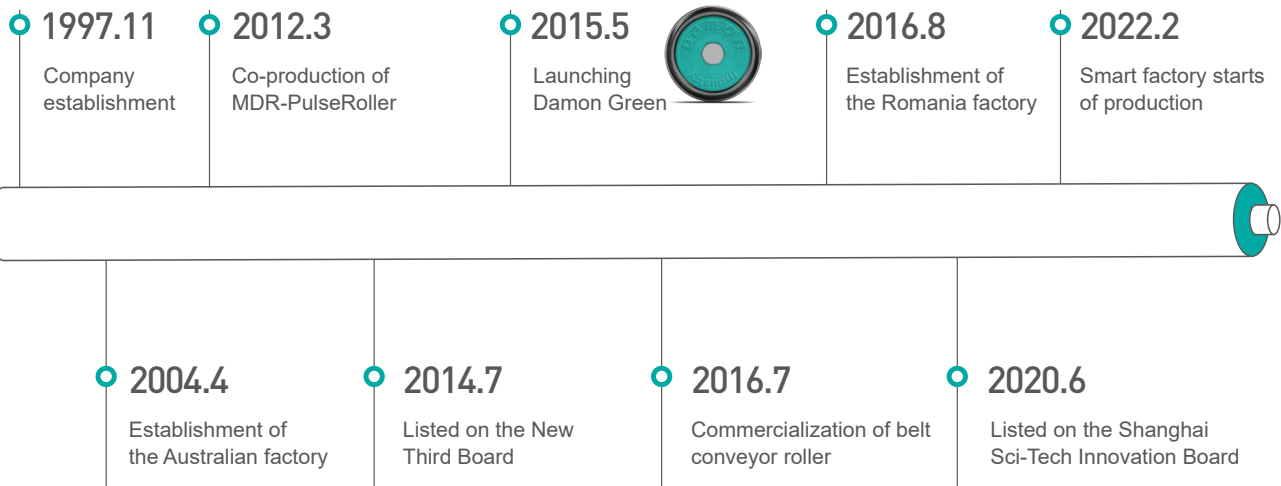 1997.11
Company
establishment
2012.3
Co-production of
MDR-PulseRoller
2015.5
Launching
Damon Green
2016.8
Establishment of
the Romania factory
2022.2
Smart factory starts
of production
2004.4
Establishment of
the Australian factory
2014.7
Listed on the New
Third Board
2016.7
Commercialization of belt
conveyor roller
2020.6
Listed on the Shanghai
Sci-Tech Innovation Board